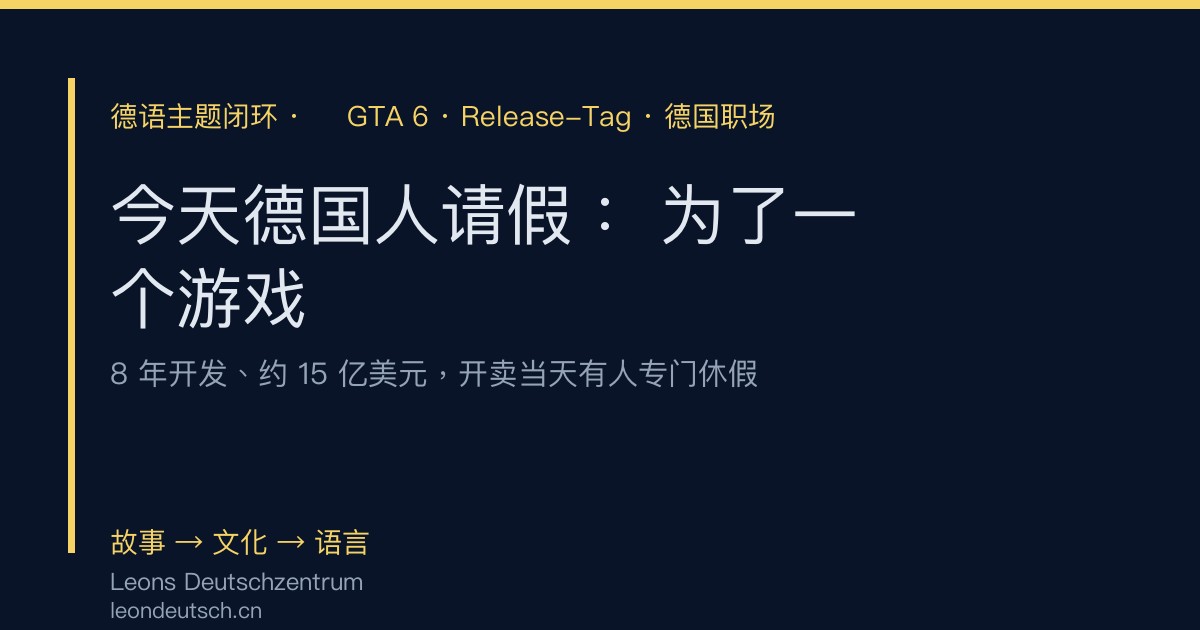 德语主题闭环 · GTA 6 · Release-Tag · 德国职场
今天德国人请假： 为了一
个游戏
8 年开发、约 15 亿美元，开卖当天有人专门休假
故事 → 文化 → 语言
Leons Deutschzentrum
leondeutsch.cn